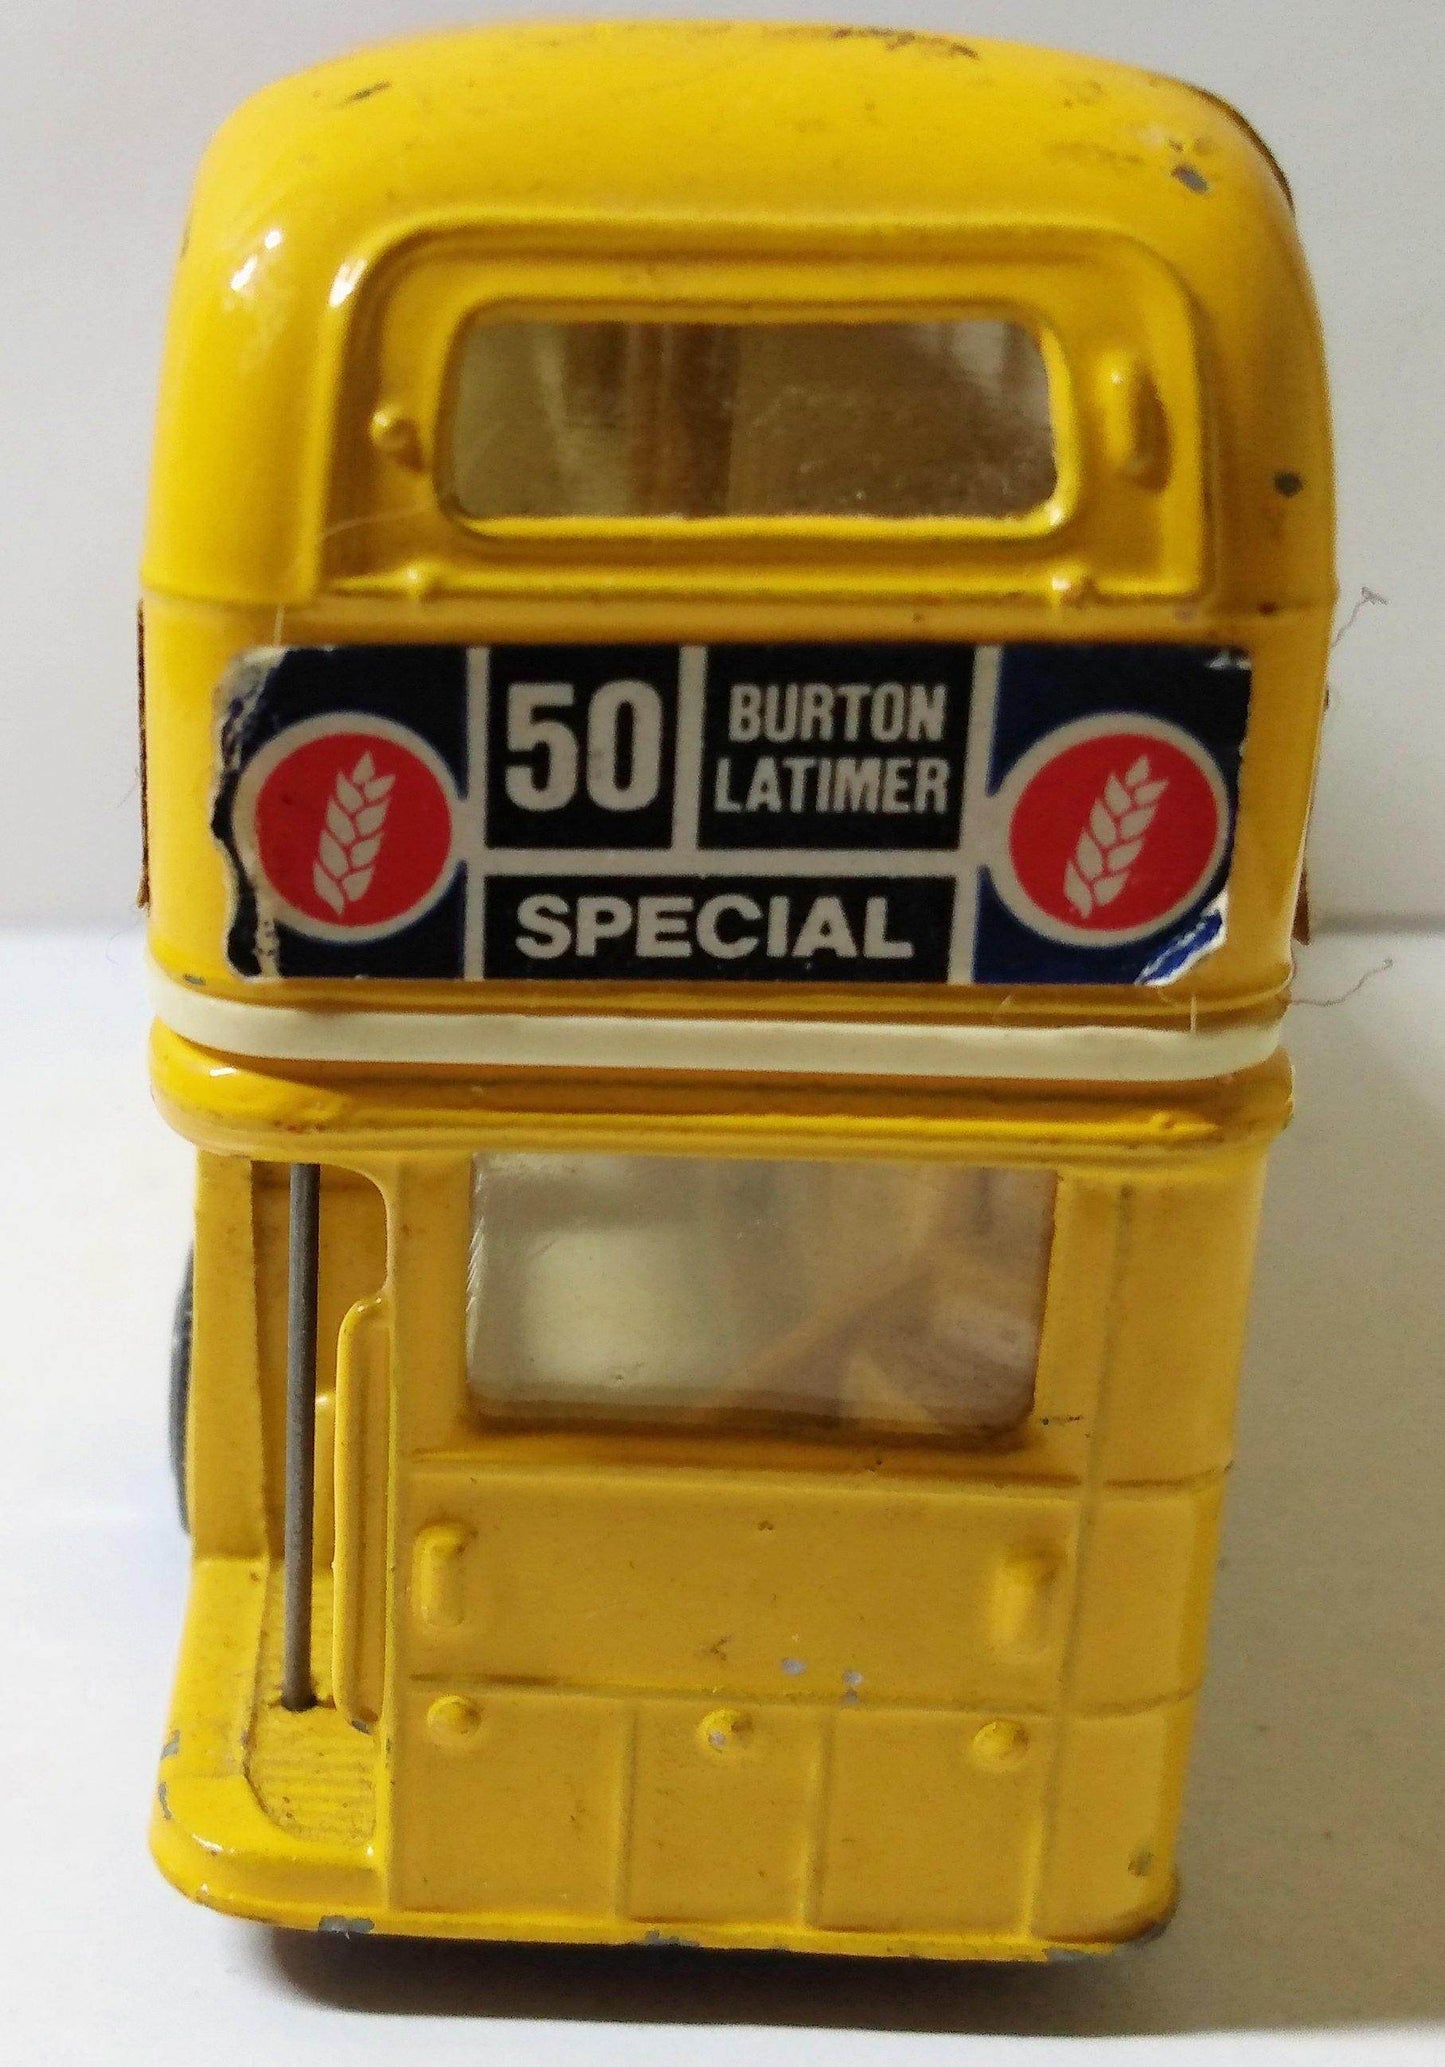 50
BURTON
LATIMER
SPECIAL